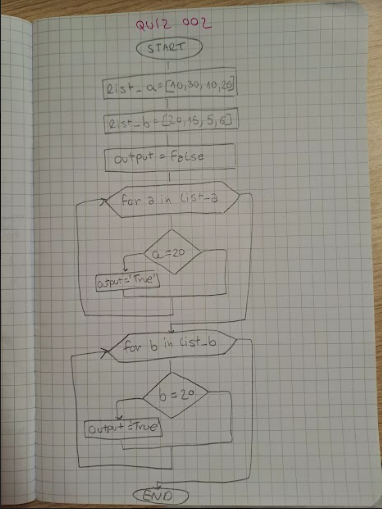 QUIZ 002
START
List_a=[10,30,10,20]
List_b=[20,15,5,6]
output = False
for a in List_a
a=20
output='True'
for b in List_b
b=20
output='True
END